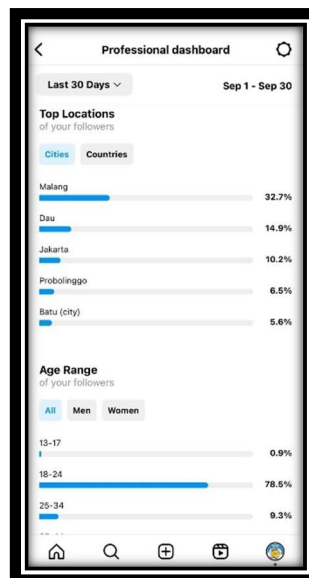 Professional dashboard
Last 30 Days
Sep 1 - Sep 30
Top Locations
of your followers
Cities Countries
Malang
32.7%
Dau
14.9%
Jakarta
10.2%
Probolinggo
6.5%
Batu (city)
5.6%
Age Range
of your followers
All Men Women
13-17
0.9%
18-24
78.5%
25-34
9.3%